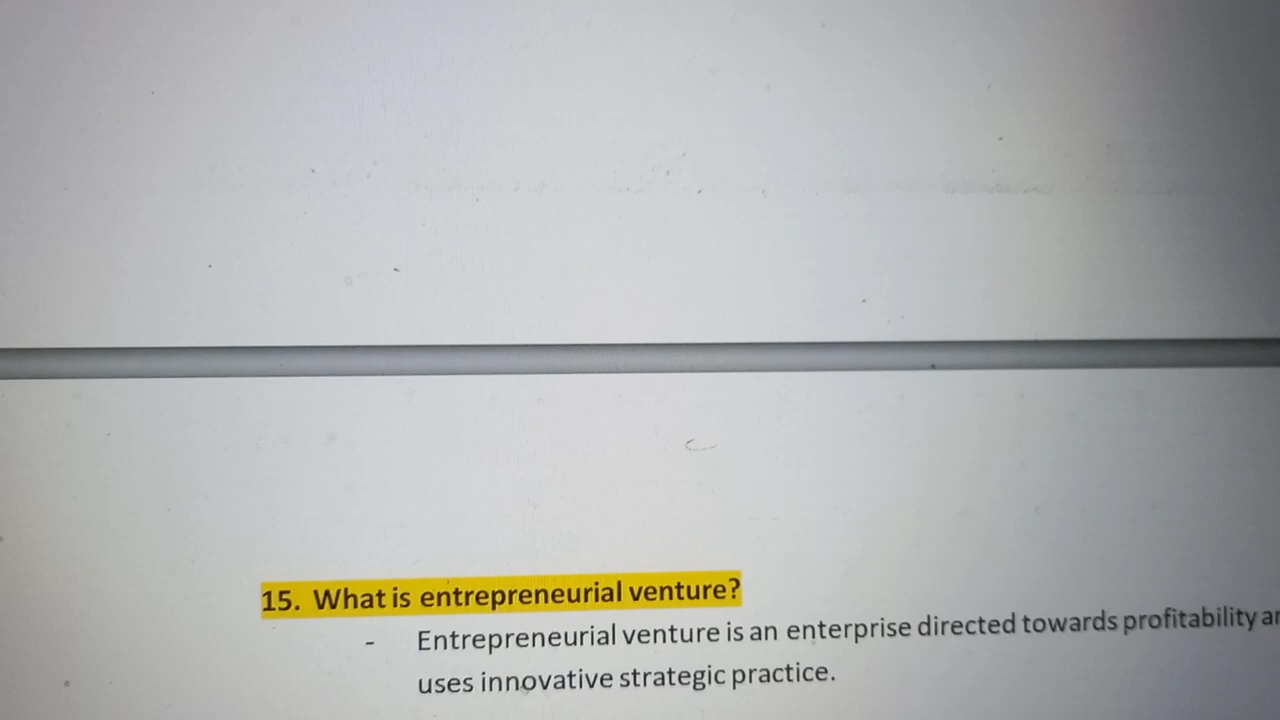 15. What is entrepreneurial venture?
- Entrepreneurial venture is an enterprise directed towards profitability
uses innovative strategic practice.